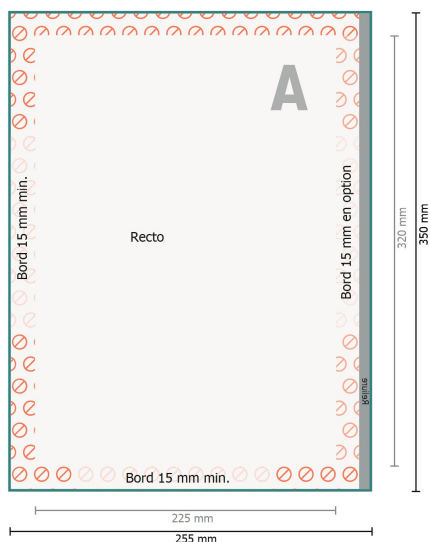 A
Bord 15 mm min.
Recto
Bord 15 mm en option
320 mm
350 mm
Reliure
Bord 15 mm min.
225 mm
255 mm